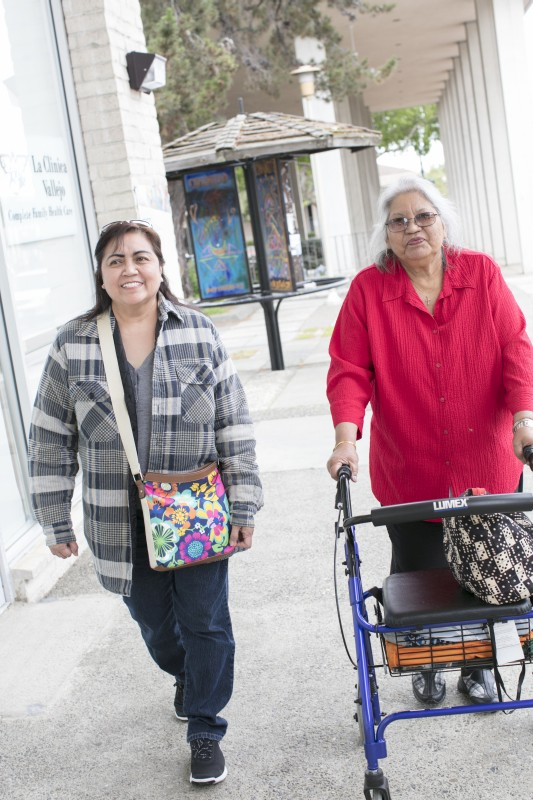 La Clínica
Vallejo
Complete Family Health Care
LUMEX